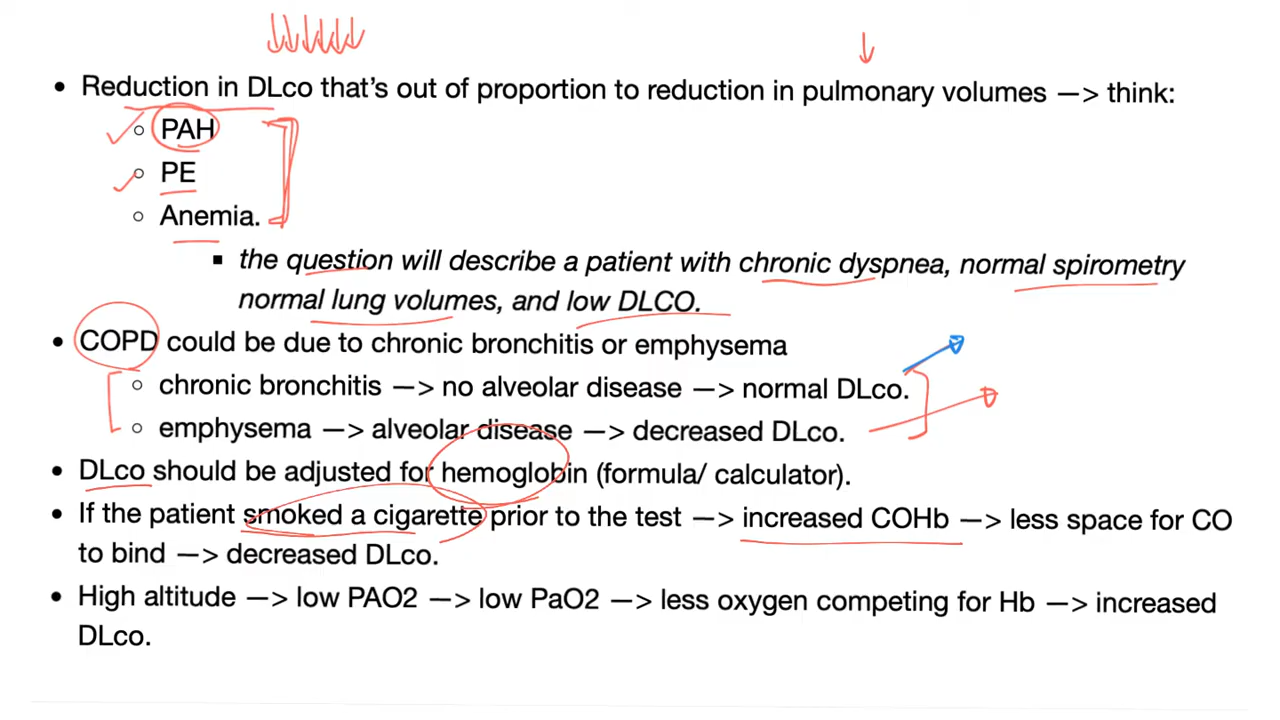 • Reduction in DLco that's out of proportion to reduction in pulmonary volumes —> think:
◦ PAH
◦ PE
◦ Anemia.
▪ the question will describe a patient with chronic dyspnea, normal spirometry
normal lung volumes, and low DLCO.
• COPD could be due to chronic bronchitis or emphysema
◦ chronic bronchitis —> no alveolar disease —> normal DLco.
◦ emphysema —> alveolar disease —> decreased DLco.
• DLco should be adjusted for hemoglobin (formula/ calculator).
• If the patient smoked a cigarette prior to the test —> increased COHb —> less space for CO
to bind —> decreased DLco.
• High altitude —> low PAO2 —> low PaO2 —> less oxygen competing for Hb —> increased
DLco.